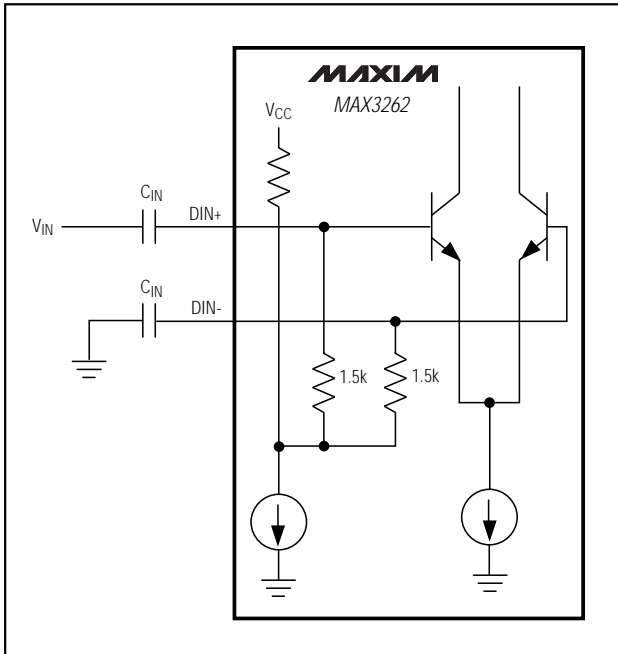 MAXIM
MAX3262
VCC
CIN
DIN+
VIN
CIN
DIN-
1.5k
1.5k